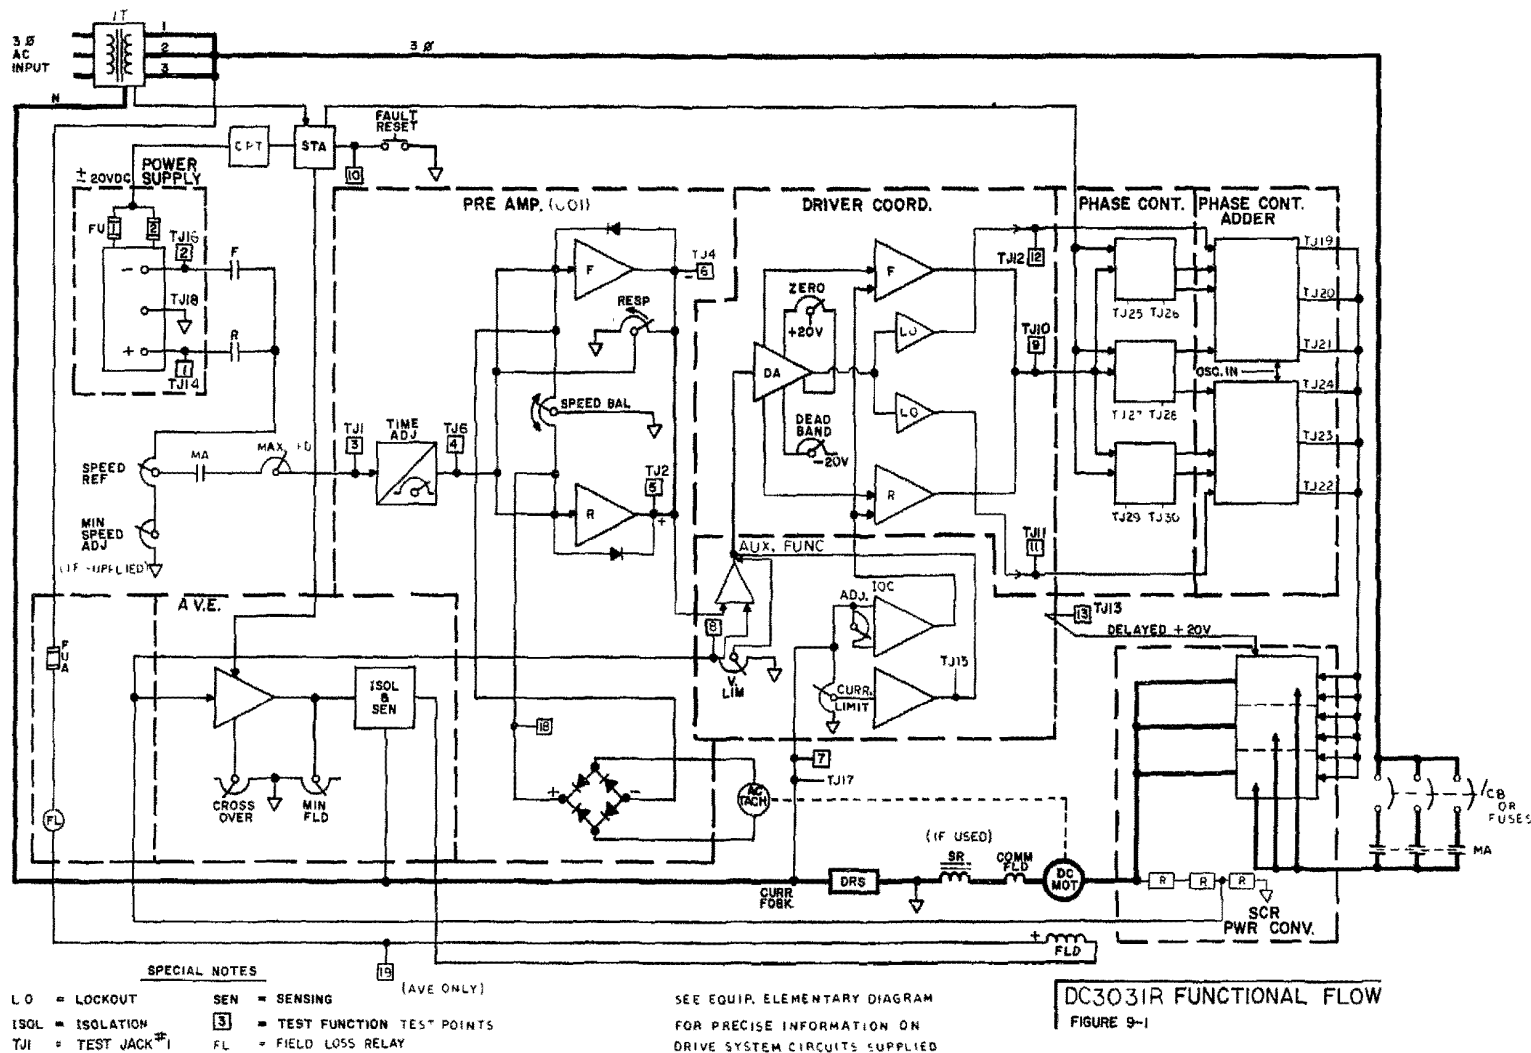 1T
3Ø
AC
INPUT
1
2
3
N
3Ø
CPT
STA
FAULT
RESET
10
± 20VDC
POWER
SUPPLY
FU
1
2
TJ16
2
F
−
TJ18
+
R
1
TJ14
SPEED
REF
MA
MAX.
MIN
SPEED
ADJ
(IF SUPPLIED)
TJ1
3
TIME
ADJ
TJ6
4
PRE AMP. (001)
F
TJ4
−
6
RESP
SPEED BAL
TJ2
5
R
+
DRIVER COORD.
F
ZERO
+20V
LO
DA
LO
DEAD
BAND
−20V
R
TJ12
12
TJ10
9
TJ11
11
PHASE CONT.
TJ25 TJ26
TJ27 TJ28
TJ29 TJ30
PHASE CONT.
ADDER
TJ19
TJ20
TJ21
OSC. IN
TJ24
TJ23
TJ22
AUX. FUNC
ADJ.
IOC
8
V.
LIM
CURR.
LIMIT
TJ15
13
TJ13
DELAYED +20V
A.V.E.
FUA
ISOL
&
SEN
CROSS
OVER
MIN
FLD
FL
18
+
−
AC
TACH
7
TJ17
CURR
FDBK
DRS
(IF USED)
SR
COMM
FLD
DC
MOT
R
R
R
SCR
PWR CONV.
CB
OR
FUSES
MA
+
FLD
19
(AVE ONLY)
SPECIAL NOTES
LO = LOCKOUT
ISOL = ISOLATION
TJ1 = TEST JACK #1
SEN = SENSING
3 = TEST FUNCTION TEST POINTS
FL = FIELD LOSS RELAY
SEE EQUIP. ELEMENTARY DIAGRAM
FOR PRECISE INFORMATION ON
DRIVE SYSTEM CIRCUITS SUPPLIED
DC3031R FUNCTIONAL FLOW
FIGURE 9-1